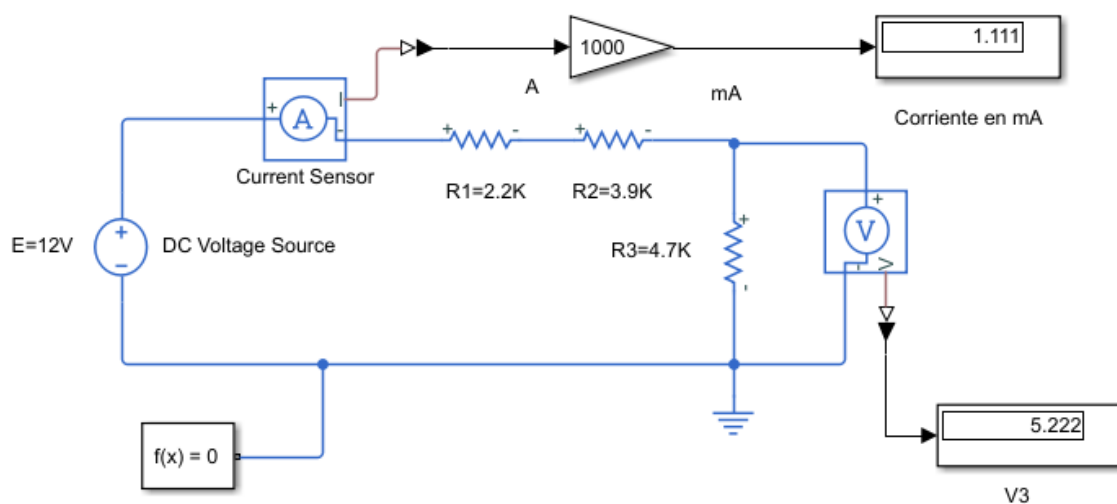 1000
1.111
A
mA
Corriente en mA
+
A
I
-
Current Sensor
+
-
+
-
R1=2.2K
R2=3.9K
+
V
-
V
E=12V
+
-
DC Voltage Source
+
R3=4.7K
-
f(x) = 0
5.222
V3